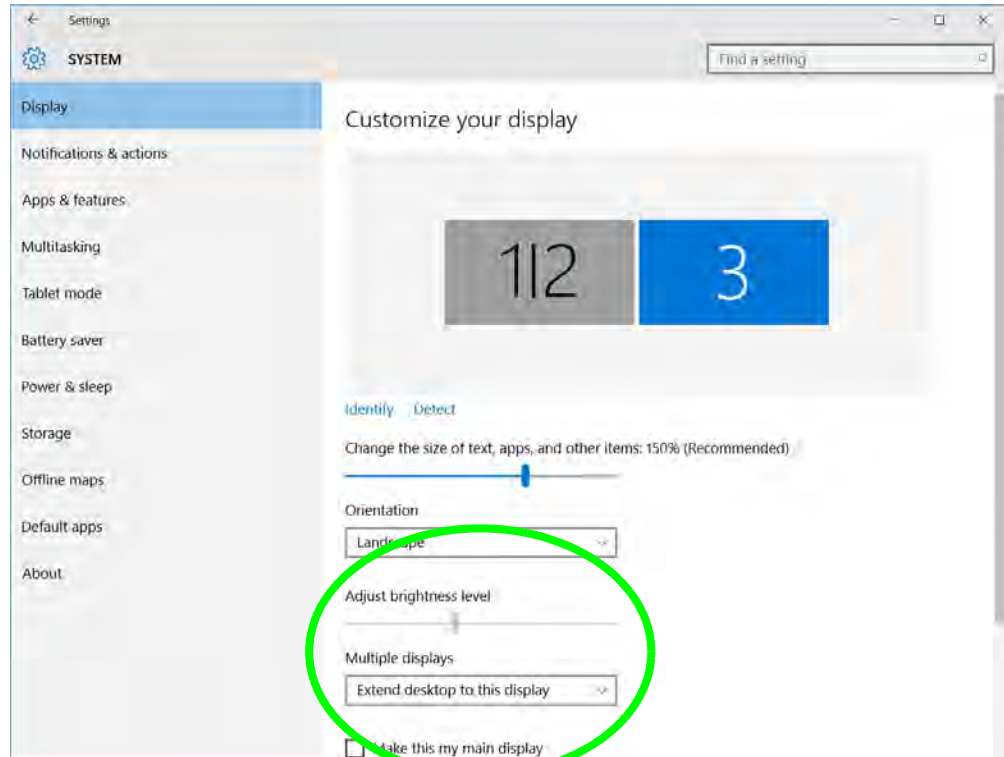 Settings
SYSTEM
Find a setting
Display
Notifications & actions
Apps & features
Multitasking
Tablet mode
Battery saver
Power & sleep
Storage
Offline maps
Default apps
About
Customize your display
1|2
3
Identify Detect
Change the size of text, apps, and other items: 150% (Recommended)
Orientation
Landscape
Adjust brightness level
Multiple displays
Extend desktop to this display
Make this my main display